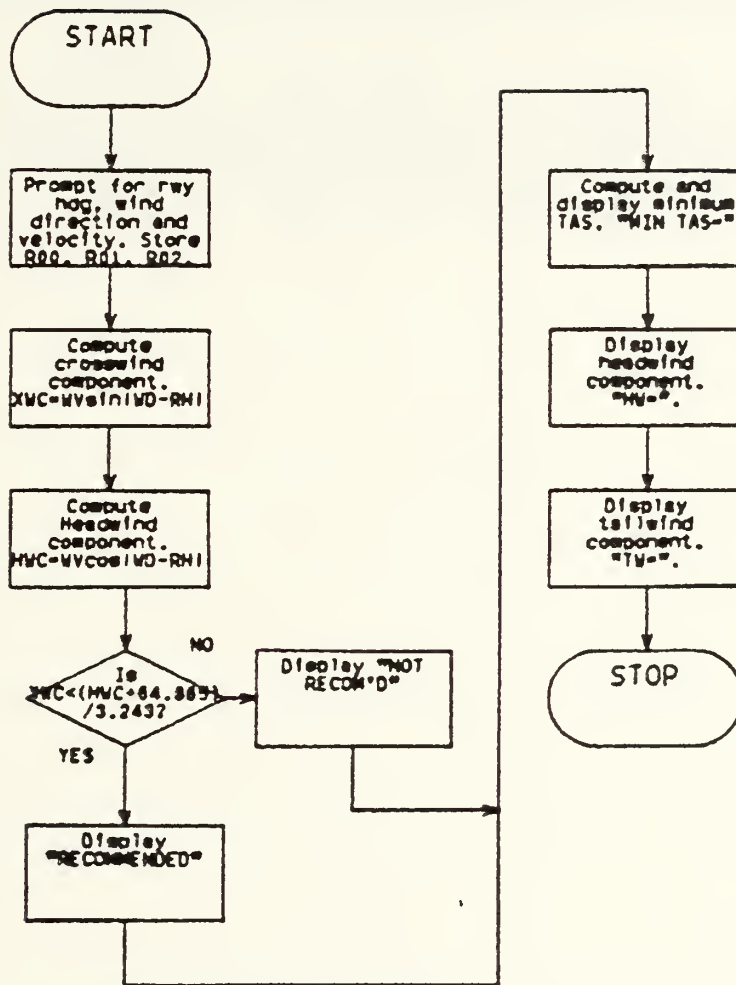 START
Prompt for rwy
hdg, wind
direction and
velocity. Store
R00, R01, R02.
Compute
crosswind
component.
XWC=WVsin|WD-RH|
Compute
Headwind
component.
HWC=WVcos|WD-RH|
Is
XWC<(HWC+64.865)
/3.243?
NO
YES
Display "NOT
RECOM'D"
Display
"RECOMMENDED"
Compute and
display minimum
TAS. "MIN TAS="
Display
headwind
component.
"HW=".
Display
tailwind
component.
"TW=".
STOP